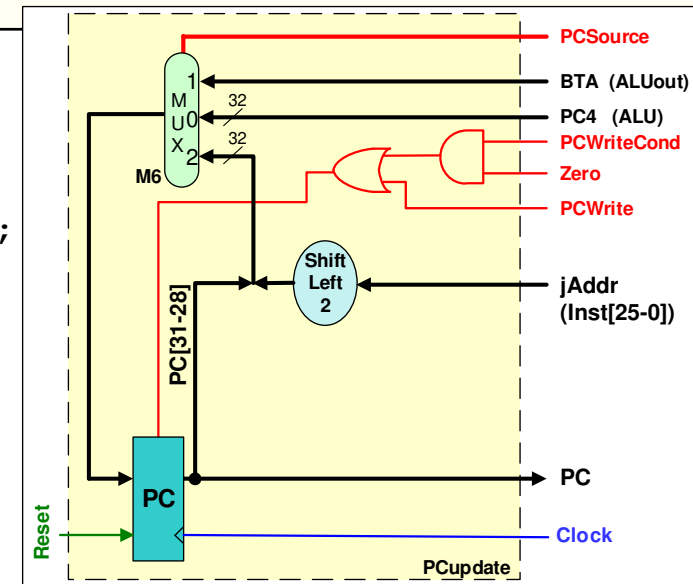 ;
PCSource
1
BTA (ALUout)
M
U
X
0
32
PC4 (ALU)
32
PCWriteCond
2
M6
Zero
PCWrite
Shift
Left
2
jAddr
(Inst[25-0])
PC[31-28]
PC
PC
Reset
Clock
PCupdate